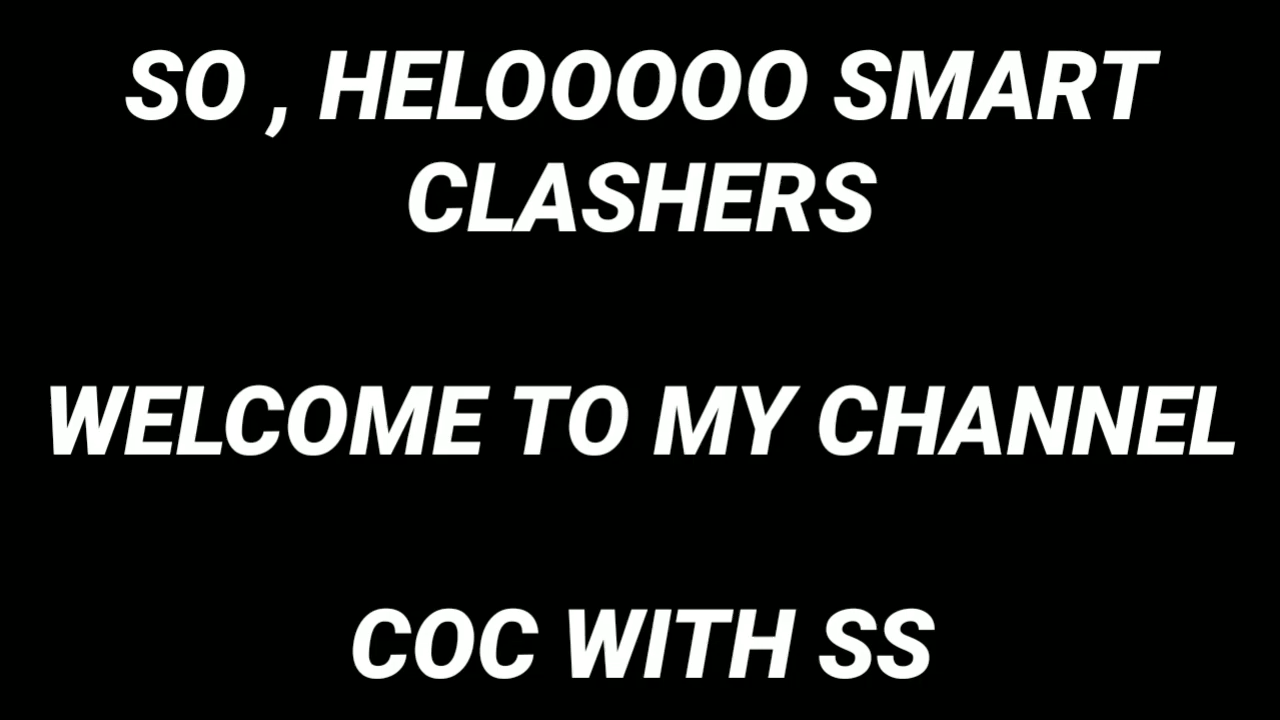 SO , HELOOOOO SMART
CLASHERS
WELCOME TO MY CHANNEL
COC WITH SS